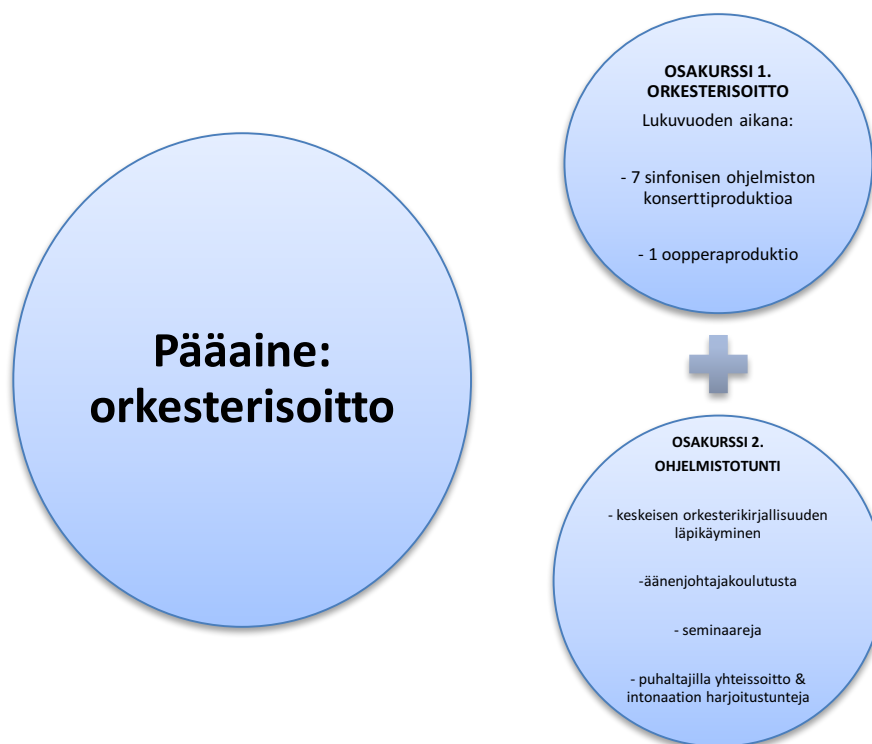 Pääaine:
orkesterisoitto
OSAKURSSI 1.
ORKESTERISOITTO
Lukuvuoden aikana:
- 7 sinfonisen ohjelmiston
konserttiproduktioa
- 1 oopperaproduktio
OSAKURSSI 2.
OHJELMISTOTUNTI
- keskeisen orkesterikirjallisuuden
läpikäyminen
-äänenjohtajakoulutusta
- seminaareja
- puhaltajilla yhteissoitto &
intonaation harjoitustunteja